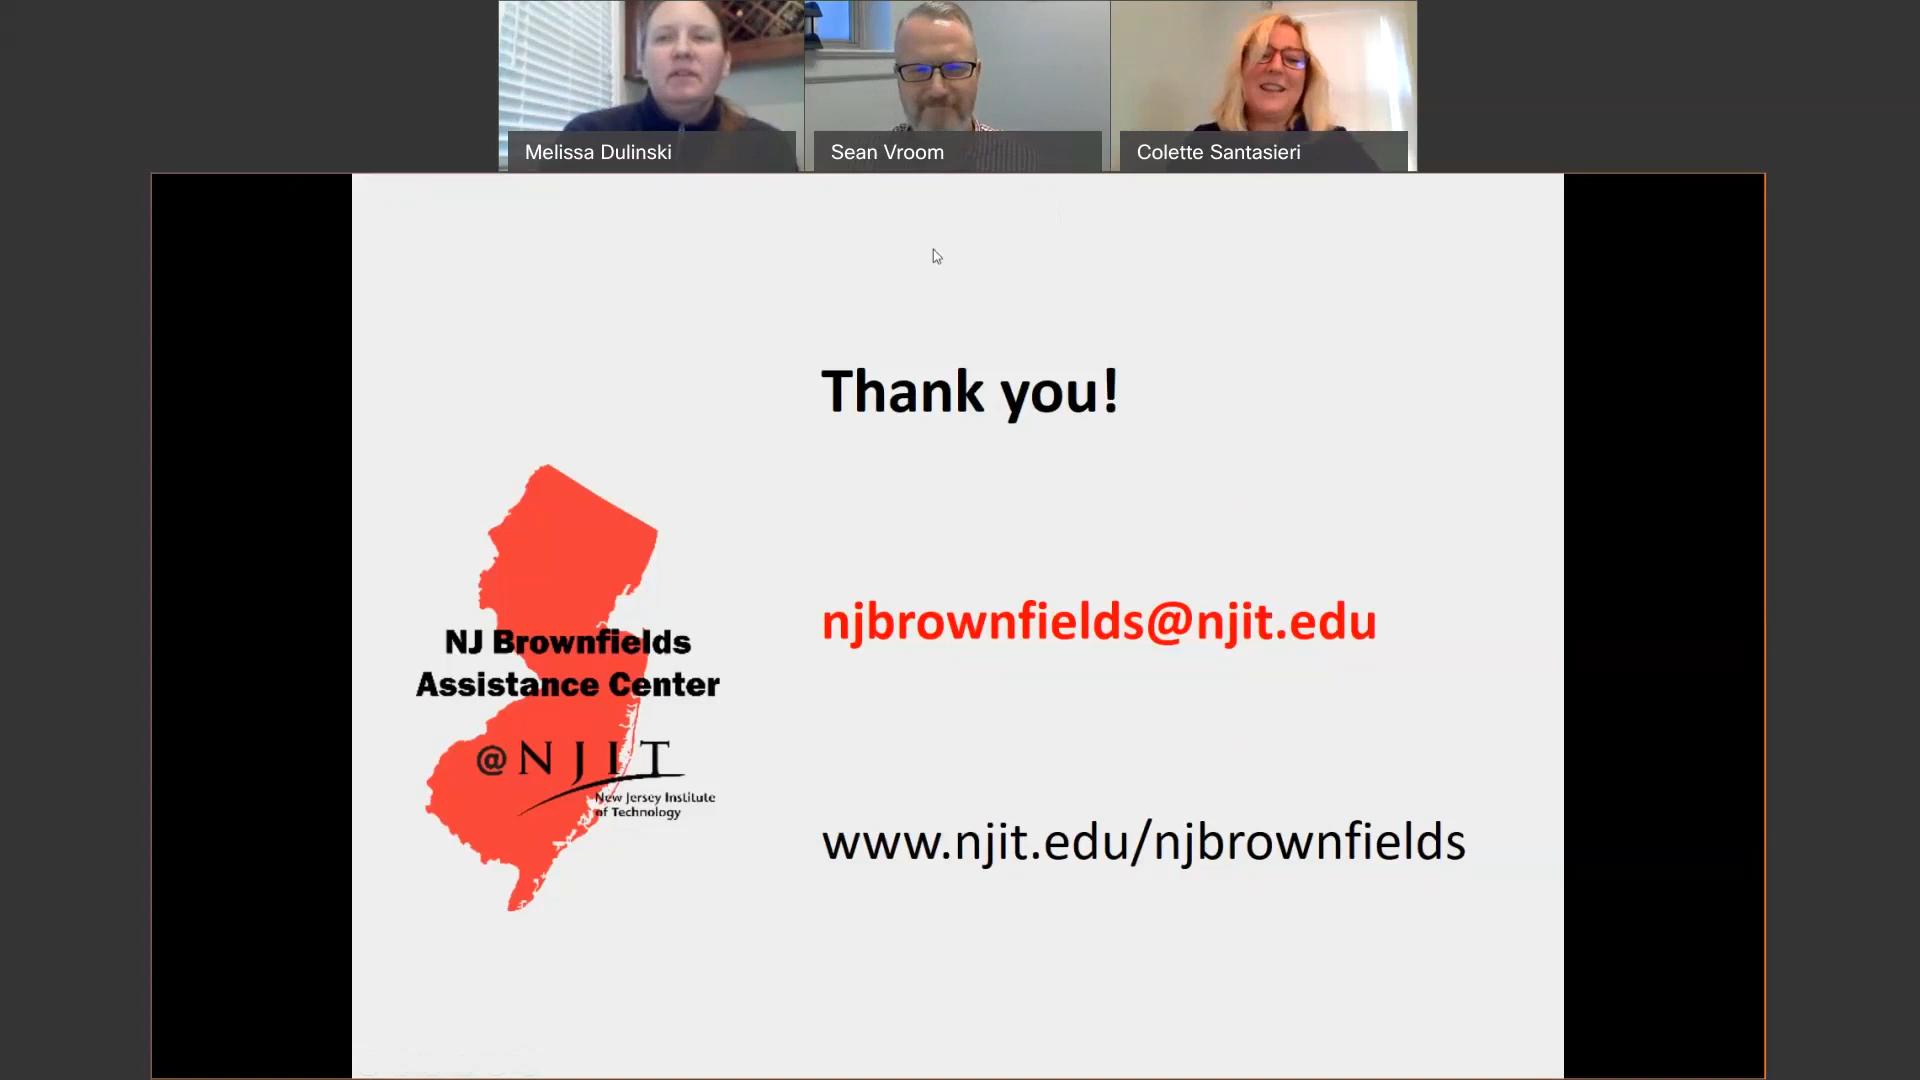 Melissa Dulinski
Sean Vroom
Colette Santasieri
Thank you!
NJ Brownfields
Assistance Center
@NJIT
New Jersey Institute
of Technology
njbrownfields@njit.edu
www.njit.edu/njbrownfields